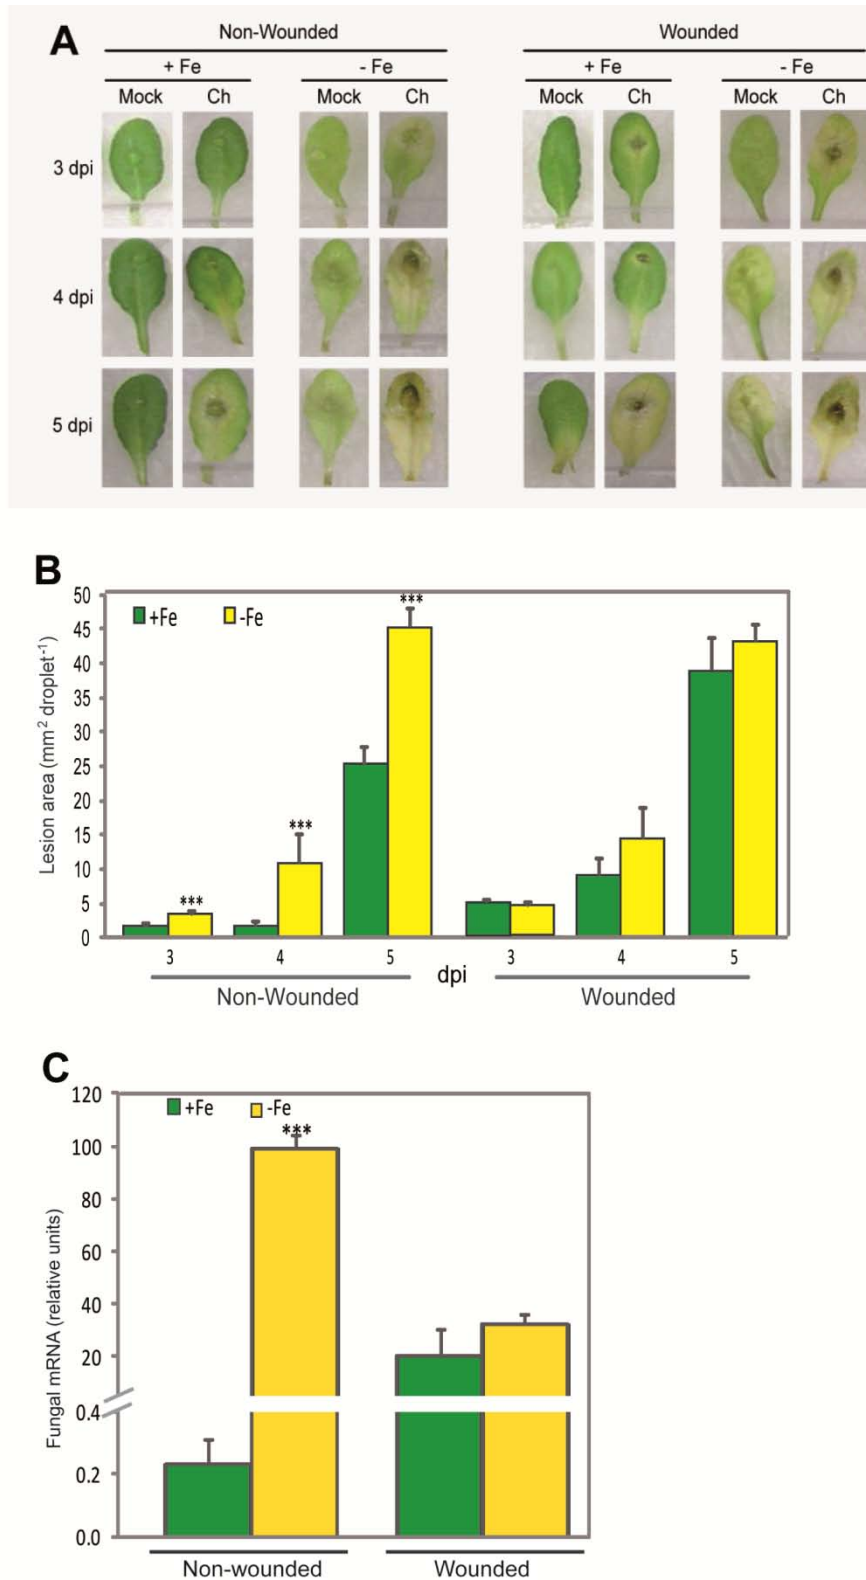 A
Non-Wounded Wounded
+ Fe - Fe + Fe - Fe
Mock Ch Mock Ch Mock Ch Mock Ch
3 dpi
4 dpi
5 dpi
B
50
45
40
35
30
25
20
15
10
5
0
Lesion area (mm² droplet⁻¹)
+Fe -Fe
***
***
***
3 4 5 3 4 5
dpi
Non-Wounded Wounded
C
120
100
80
60
40
20
0.4
0.2
0.0
Fungal mRNA (relative units)
+Fe -Fe
***
Non-wounded Wounded